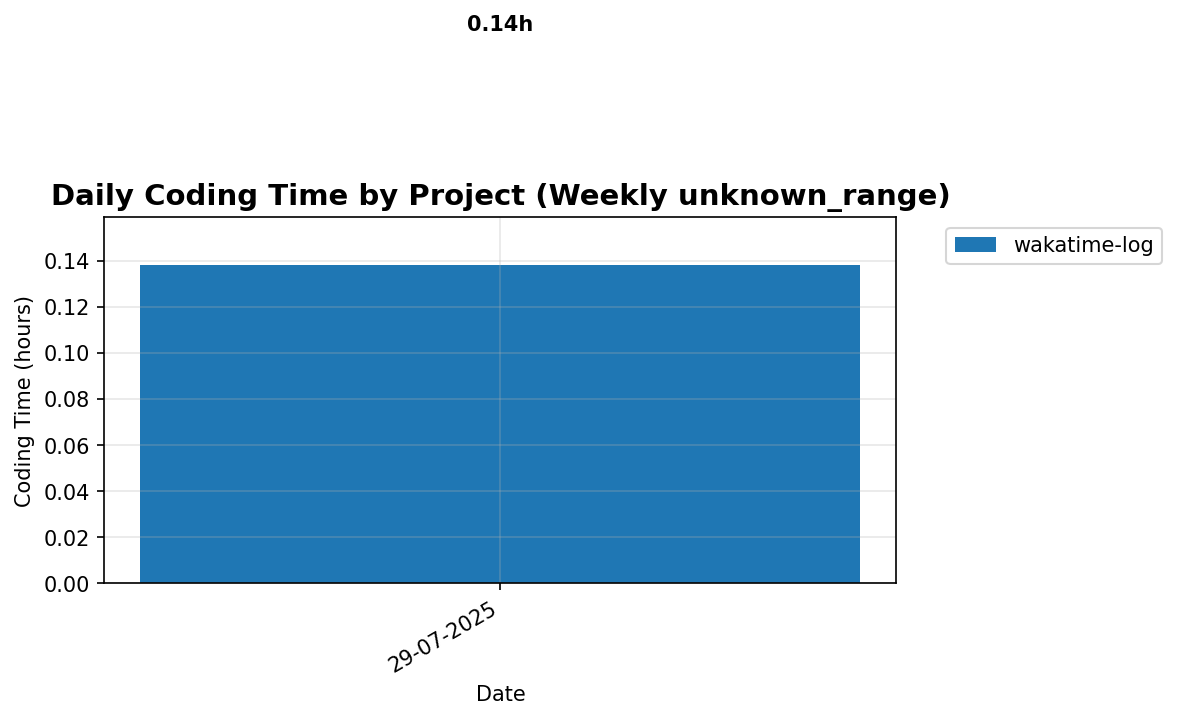 0.14h
Daily Coding Time by Project (Weekly unknown_range)
wakatime-log
0.14
0.12
0.10
0.08
0.06
0.04
0.02
0.00
Coding Time (hours)
29-07-2025
Date